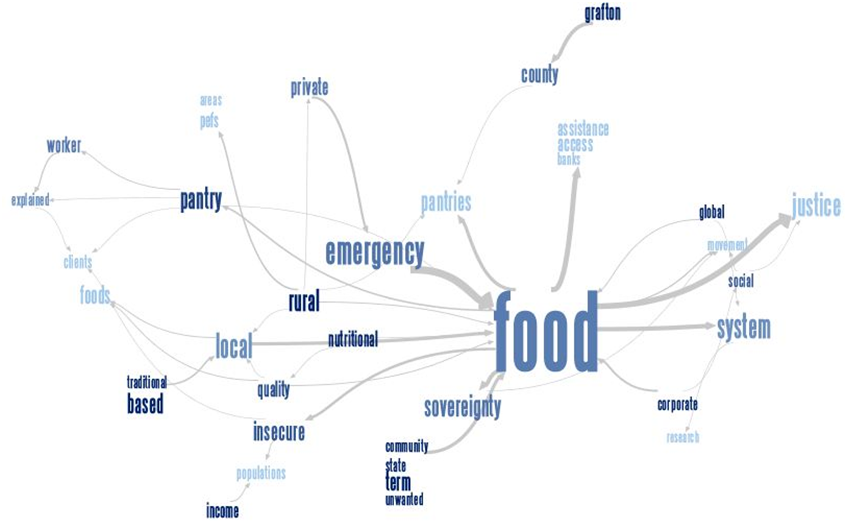 grafton
county
private
areas
pefs
assistance
access
banks
worker
explained
pantry
pantries
justice
global
emergency
movement
clients
social
foods
rural
food
system
local
nutritional
traditional
based
quality
sovereignty
corporate
insecure
research
community
state
term
unwanted
populations
income